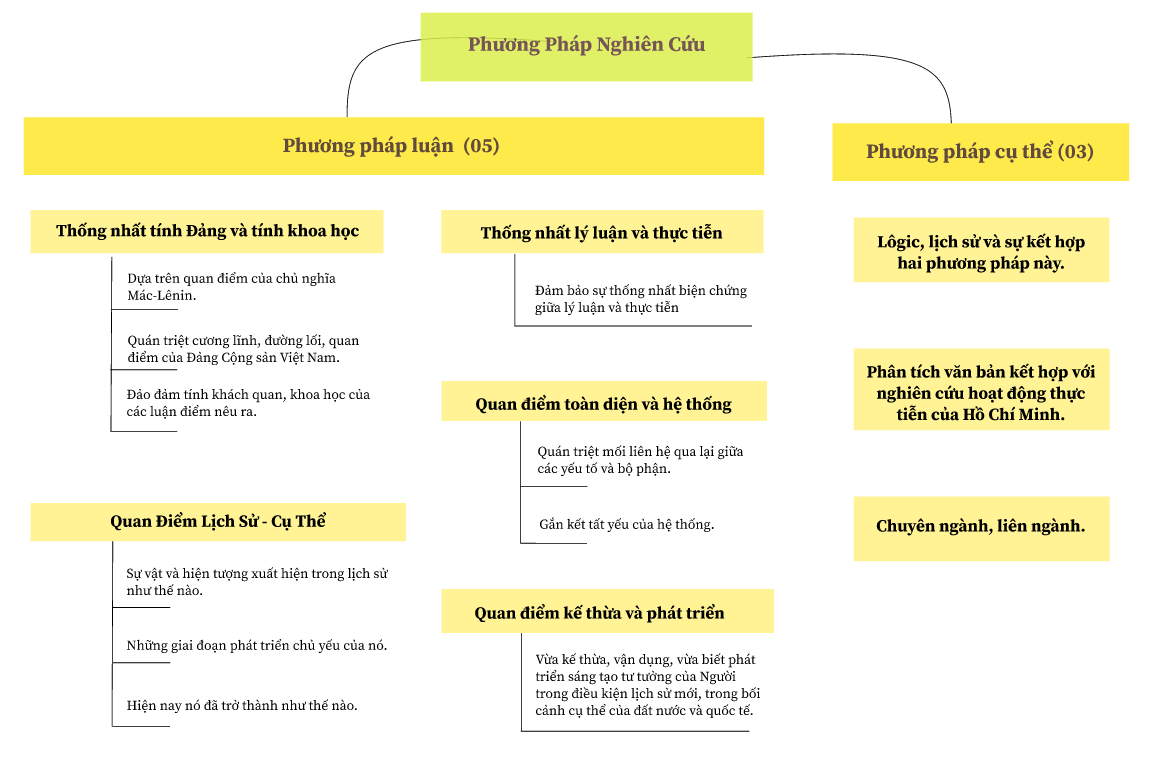 Phương Pháp Nghiên Cứu
Phương pháp luận (05)
Phương pháp cụ thể (03)
Thống nhất tính Đảng và tính khoa học
Dựa trên quan điểm của chủ nghĩa
Mác-Lênin.
Quán triệt cương lĩnh, đường lối, quan
điểm của Đảng Cộng sản Việt Nam.
Đảo đảm tính khách quan, khoa học của
các luận điểm nêu ra.
Quan Điểm Lịch Sử - Cụ Thể
Sự vật và hiện tượng xuất hiện trong lịch sử
như thế nào.
Những giai đoạn phát triển chủ yếu của nó.
Hiện nay nó đã trở thành như thế nào.
Thống nhất lý luận và thực tiễn
Đảm bảo sự thống nhất biện chứng
giữa lý luận và thực tiễn
Quan điểm toàn diện và hệ thống
Quán triệt mối liên hệ qua lại giữa
các yếu tố và bộ phận.
Gắn kết tất yếu của hệ thống.
Quan điểm kế thừa và phát triển
Vừa kế thừa, vận dụng, vừa biết phát
triển sáng tạo tư tưởng của Người
trong điều kiện lịch sử mới, trong bối
cảnh cụ thể của đất nước và quốc tế.
Lôgic, lịch sử và sự kết hợp
hai phương pháp này.
Phân tích văn bản kết hợp với
nghiên cứu hoạt động thực
tiễn của Hồ Chí Minh.
Chuyên ngành, liên ngành.